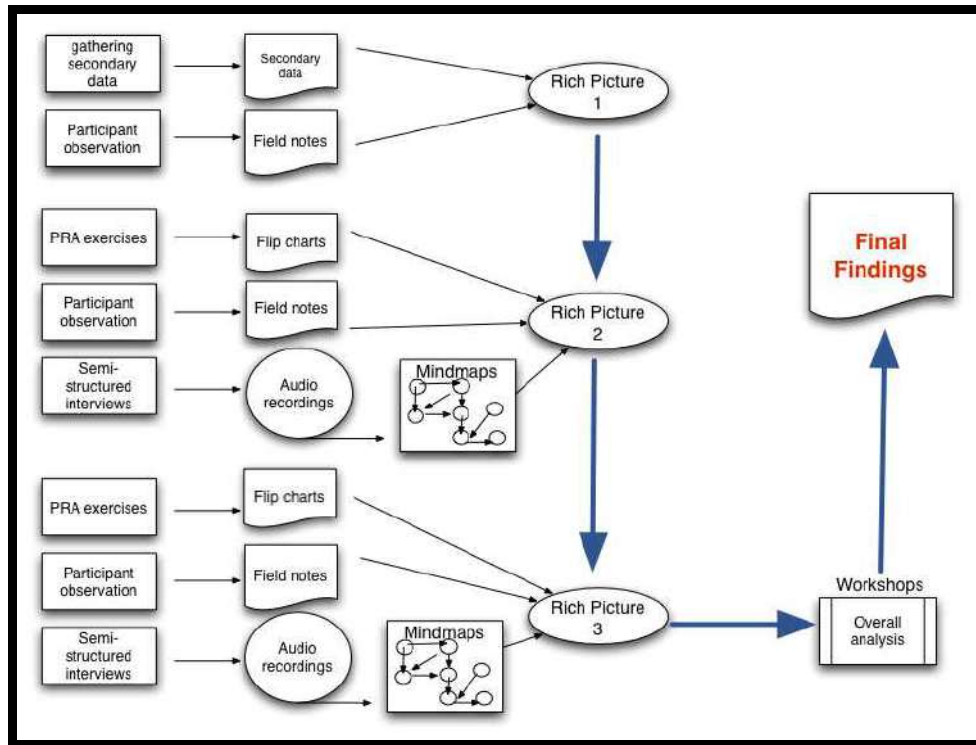 gathering
secondary
data
Secondary
data
Rich Picture
1
Participant
observation
Field notes
PRA exercises
Flip charts
Participant
observation
Field notes
Rich Picture
2
Semi-
structured
interviews
Audio
recordings
Mindmaps
PRA exercises
Flip charts
Participant
observation
Field notes
Rich Picture
3
Semi-
structured
interviews
Audio
recordings
Mindmaps
Workshops
Overall
analysis
Final
Findings